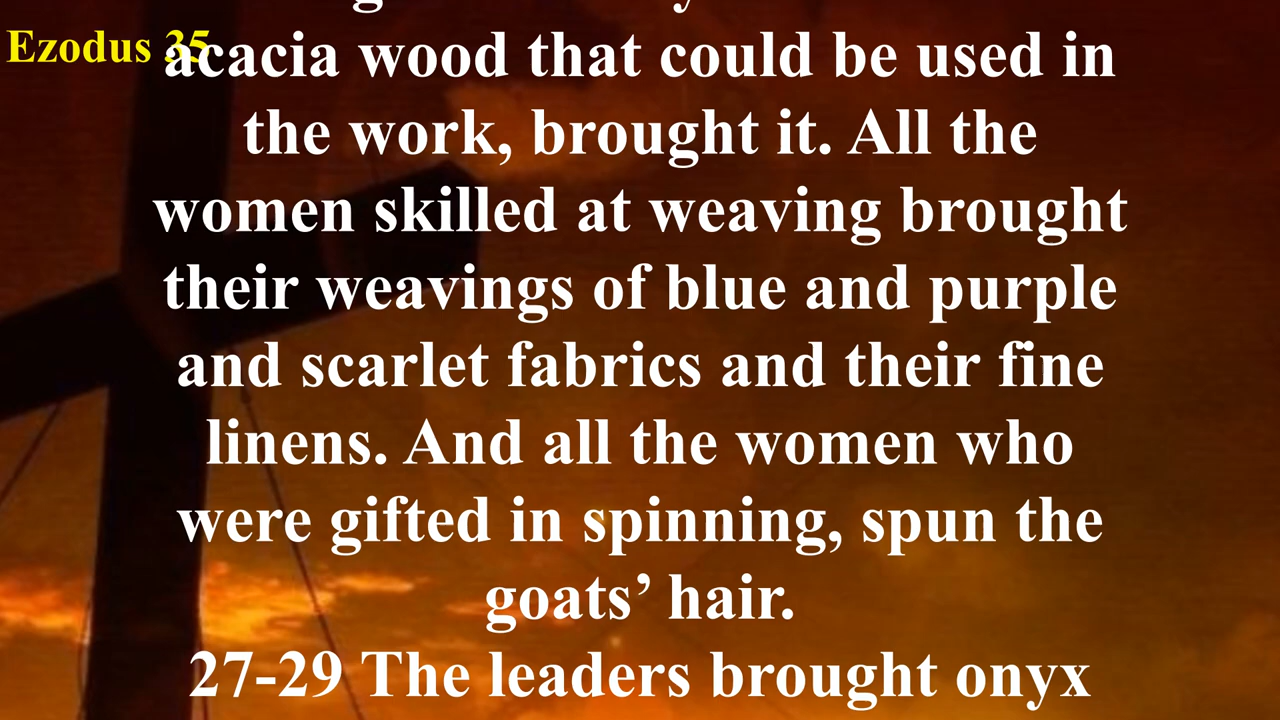 Ezodus 35
acacia wood that could be used in
the work, brought it. All the
women skilled at weaving brought
their weavings of blue and purple
and scarlet fabrics and their fine
linens. And all the women who
were gifted in spinning, spun the
goats’ hair.
27-29 The leaders brought onyx